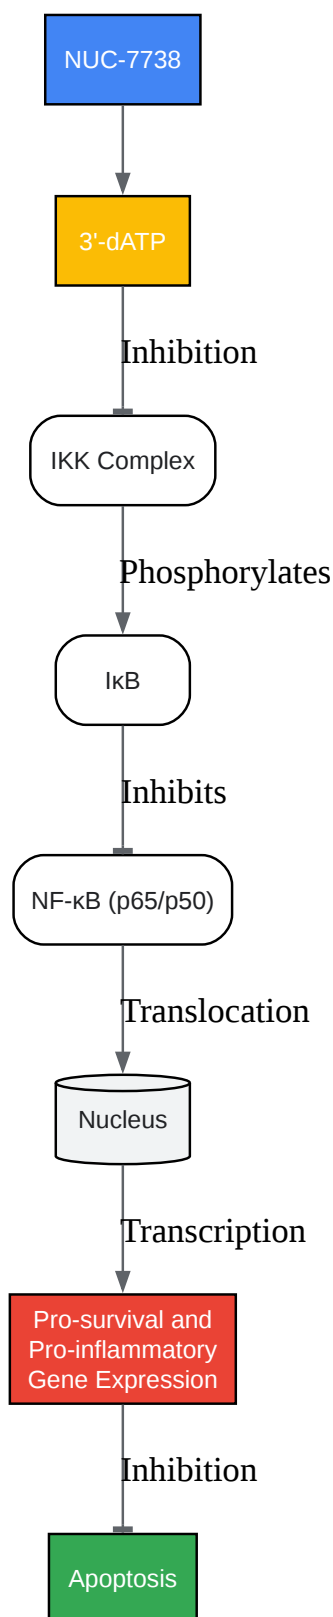 NUC-7738
3'-dATP
Inhibition
IKK Complex
Phosphorylates
IκB
Inhibits
NF-κB (p65/p50)
Translocation
Nucleus
Transcription
Pro-survival and
Pro-inflammatory
Gene Expression
Inhibition
Apoptosis